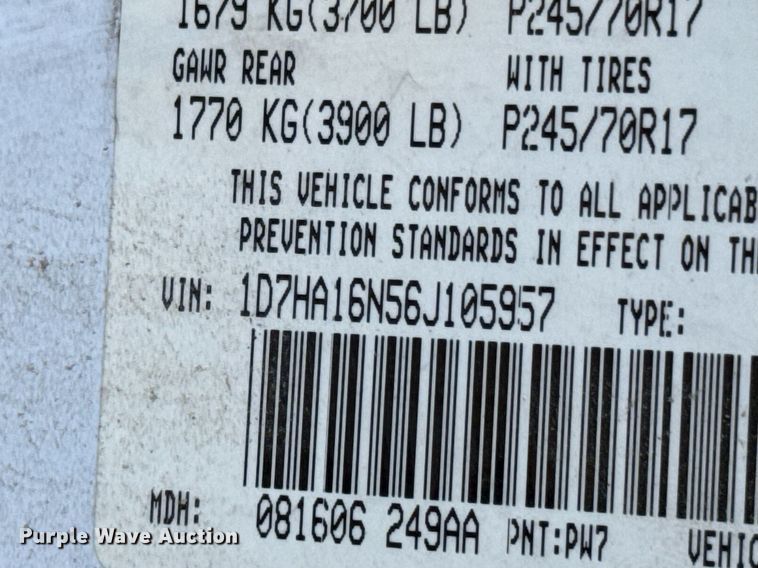 1679 KG(3700 LB) P245/70R17
GAWR REAR WITH TIRES
1770 KG(3900 LB) P245/70R17
THIS VEHICLE CONFORMS TO ALL APPLICAB
PREVENTION STANDARDS IN EFFECT ON TH
VIN: 1D7HA16N56J105957 TYPE:
MDH: 081606 249AA PNT:PW7 VEHIC
Purple Wave Auction